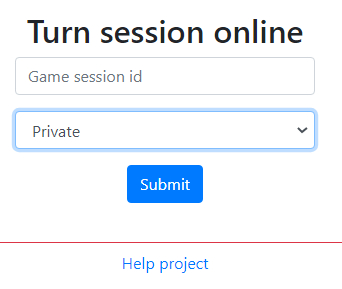 Turn session online
Game session id
Private
Submit
Help project